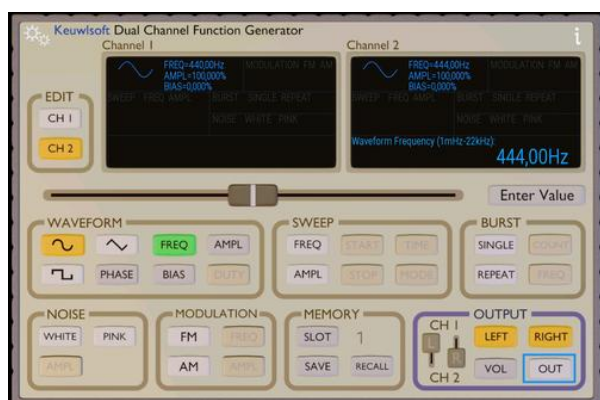 Keuwlsoft Dual Channel Function Generator
i
Channel 1
Channel 2
FREQ=440,00Hz
AMPL=100,000%
BIAS=0,000%
MODULATION FM AM
SWEEP FREQ AMPL BURST SINGLE REPEAT
NOISE WHITE PINK
FREQ=444,00Hz
AMPL=100,000%
BIAS=0,000%
MODULATION FM AM
SWEEP FREQ AMPL BURST SINGLE REPEAT
NOISE WHITE PINK
Waveform Frequency (1mHz-22kHz):
444,00Hz
EDIT
CH 1
CH 2
Enter Value
WAVEFORM
FREQ AMPL
PHASE BIAS DUTY
SWEEP
FREQ START TIME
AMPL STOP MODE
BURST
SINGLE COUNT
REPEAT FREQ
NOISE
WHITE PINK
AMPL
MODULATION
FM FREQ
AM AMPL
MEMORY
SLOT 1
SAVE RECALL
OUTPUT
CH 1
L
R
CH 2
LEFT RIGHT
VOL OUT